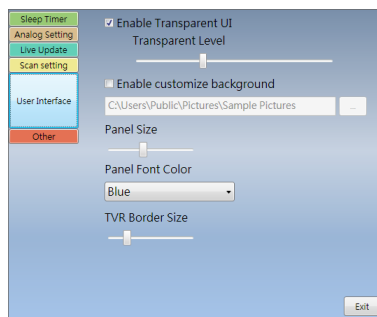 Sleep Timer
Analog Setting
Live Update
Scan setting
User Interface
Other
Enable Transparent UI
Transparent Level
Enable customize background
C:\Users\Public\Pictures\Sample Pictures
...
Panel Size
Panel Font Color
Blue
TVR Border Size
Exit